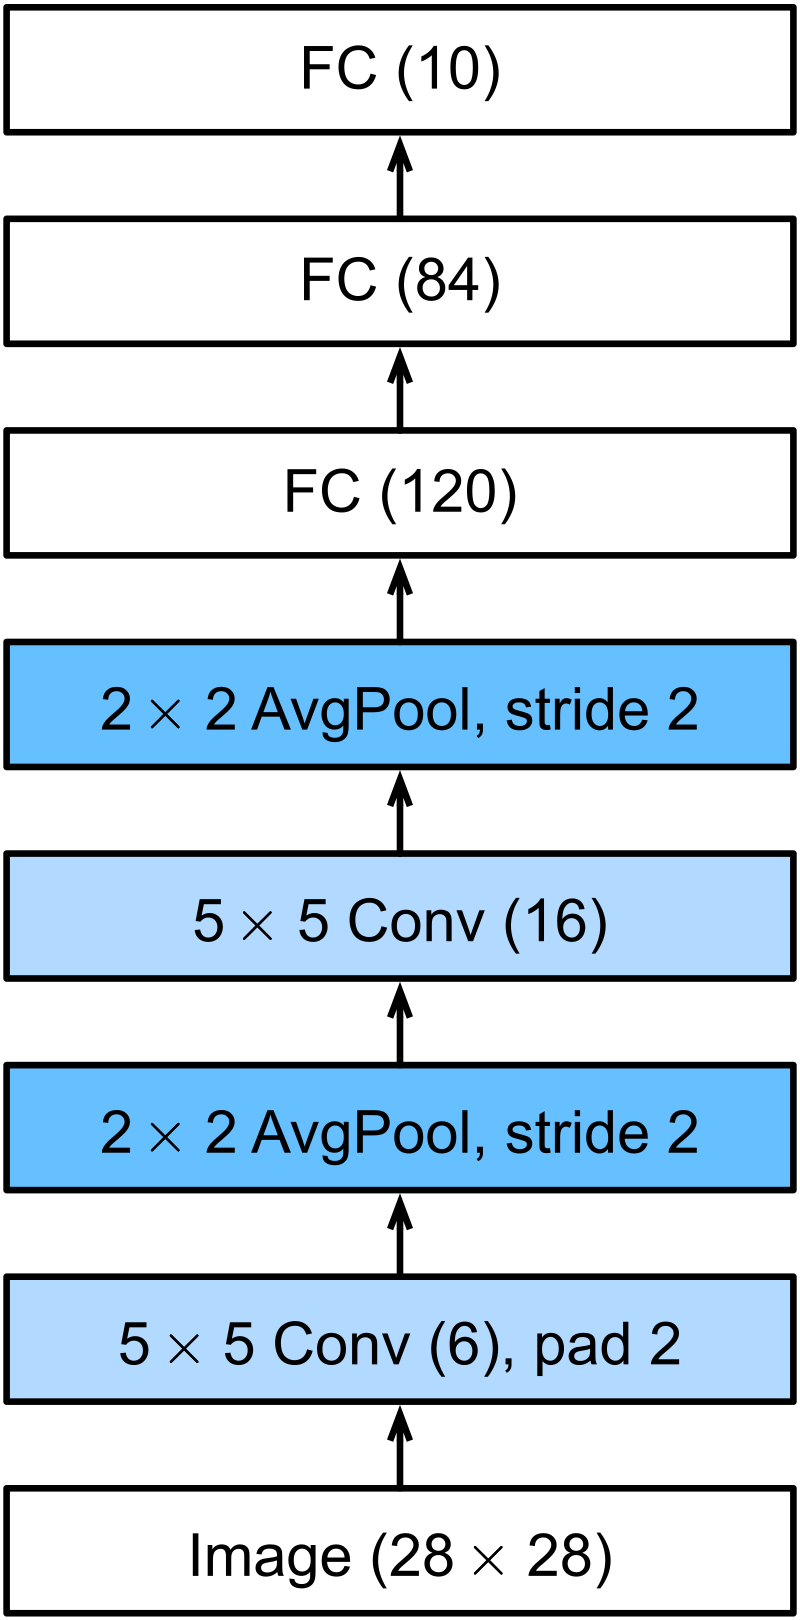 FC (10)
FC (84)
FC (120)
2 × 2 AvgPool, stride 2
5 × 5 Conv (16)
2 × 2 AvgPool, stride 2
5 × 5 Conv (6), pad 2
Image (28 × 28)